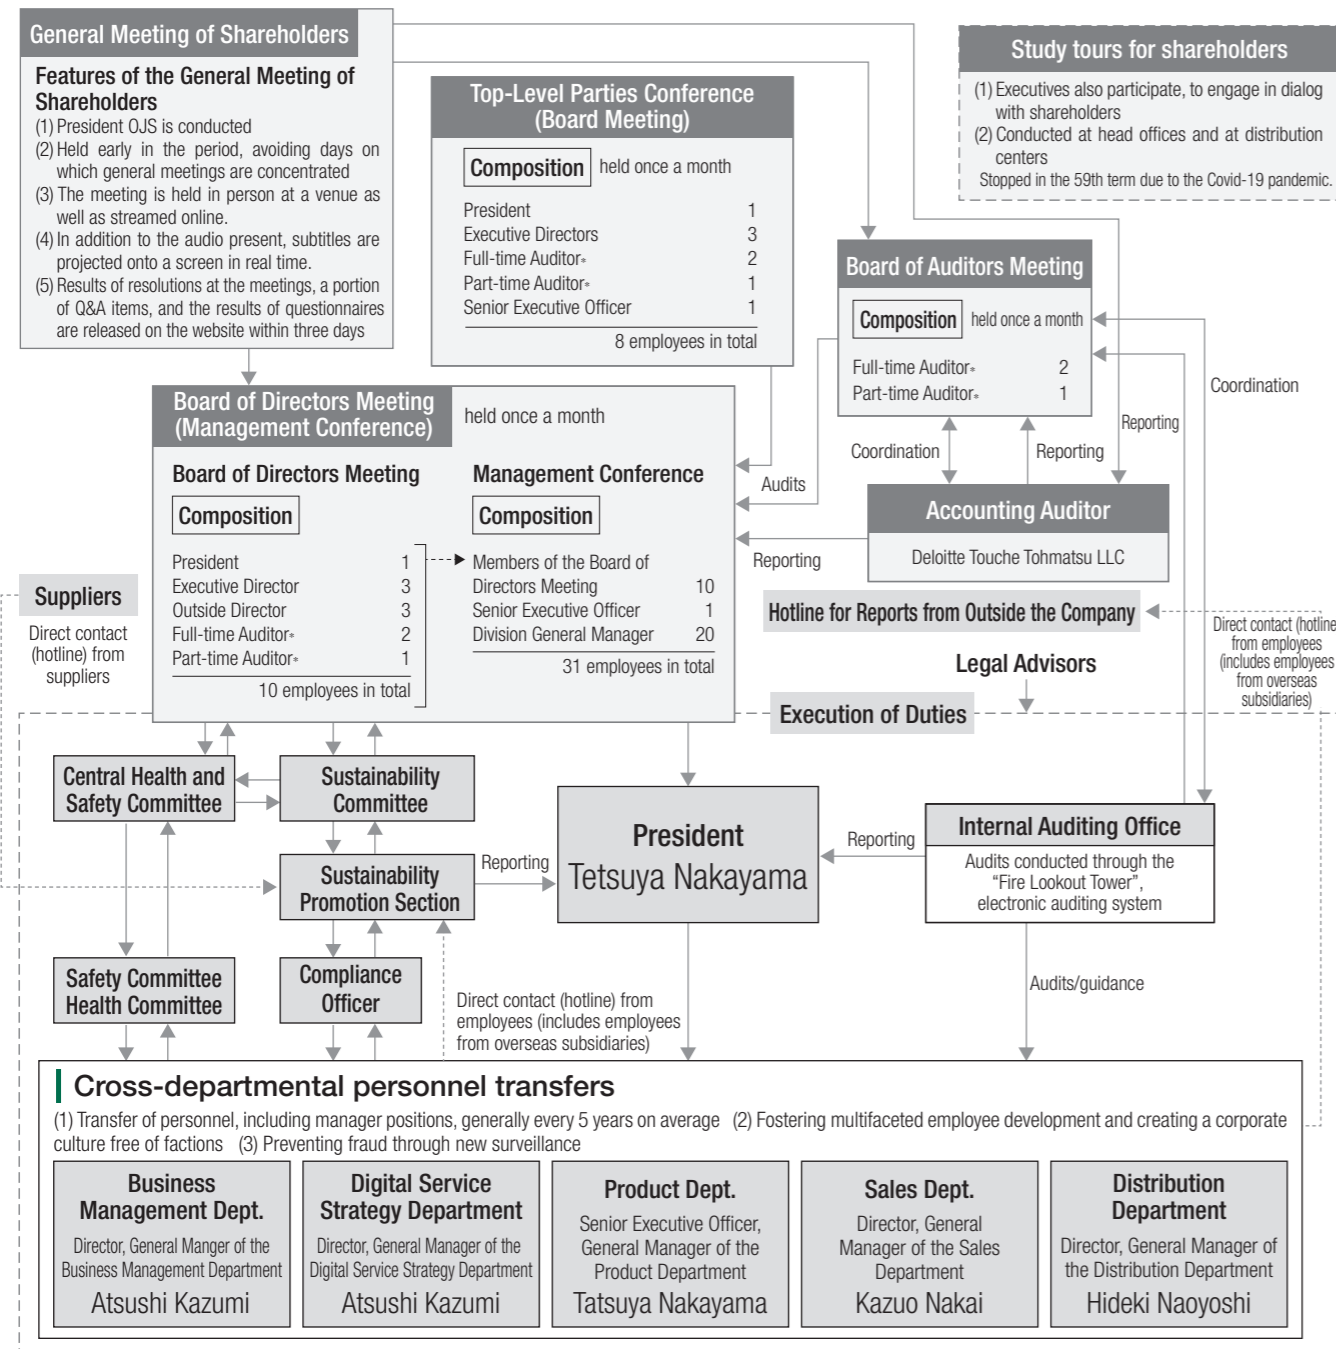 General Meeting of Shareholders
Features of the General Meeting of
Shareholders
(1) President OJS is conducted
(2) Held early in the period, avoiding days on
which general meetings are concentrated
(3) The meeting is held in person at a venue as
well as streamed online.
(4) In addition to the audio present, subtitles are
projected onto a screen in real time.
(5) Results of resolutions at the meetings, a portion
of Q&A items, and the results of questionnaires
are released on the website within three days
Top-Level Parties Conference
(Board Meeting)
Composition held once a month
President 1
Executive Directors 3
Full-time Auditor* 2
Part-time Auditor* 1
Senior Executive Officer 1
8 employees in total
Study tours for shareholders
(1) Executives also participate, to engage in dialog
with shareholders
(2) Conducted at head offices and at distribution
centers
Stopped in the 59th term due to the Covid-19 pandemic.
Board of Auditors Meeting
Composition held once a month
Full-time Auditor* 2
Part-time Auditor* 1
Coordination
Reporting
Coordination
Reporting
Audits
Accounting Auditor
Deloitte Touche Tohmatsu LLC
Reporting
Board of Directors Meeting
(Management Conference)
held once a month
Board of Directors Meeting
Composition
President 1
Executive Director 3
Outside Director 3
Full-time Auditor* 2
Part-time Auditor* 1
10 employees in total
Management Conference
Composition
Members of the Board of
Directors Meeting 10
Senior Executive Officer 1
Division General Manager 20
31 employees in total
Suppliers
Direct contact
(hotline) from
suppliers
Hotline for Reports from Outside the Company
Direct contact (hotline
from employees
(includes employees
from overseas
subsidiaries)
Legal Advisors
Execution of Duties
Central Health and
Safety Committee
Sustainability
Committee
Sustainability
Promotion Section
Reporting
President
Tetsuya Nakayama
Reporting
Internal Auditing Office
Audits conducted through the
“Fire Lookout Tower”,
electronic auditing system
Safety Committee
Health Committee
Compliance
Officer
Direct contact (hotline) from
employees (includes employees
from overseas subsidiaries)
Audits/guidance
Cross-departmental personnel transfers
(1) Transfer of personnel, including manager positions, generally every 5 years on average (2) Fostering multifaceted employee development and creating a corporate
culture free of factions (3) Preventing fraud through new surveillance
Business
Management Dept.
Director, General Manger of the
Business Management Department
Atsushi Kazumi
Digital Service
Strategy Department
Director, General Manager of the
Digital Service Strategy Department
Atsushi Kazumi
Product Dept.
Senior Executive Officer,
General Manager of the
Product Department
Tatsuya Nakayama
Sales Dept.
Director, General
Manager of the Sales
Department
Kazuo Nakai
Distribution
Department
Director, General Manager of
the Distribution Department
Hideki Naoyoshi